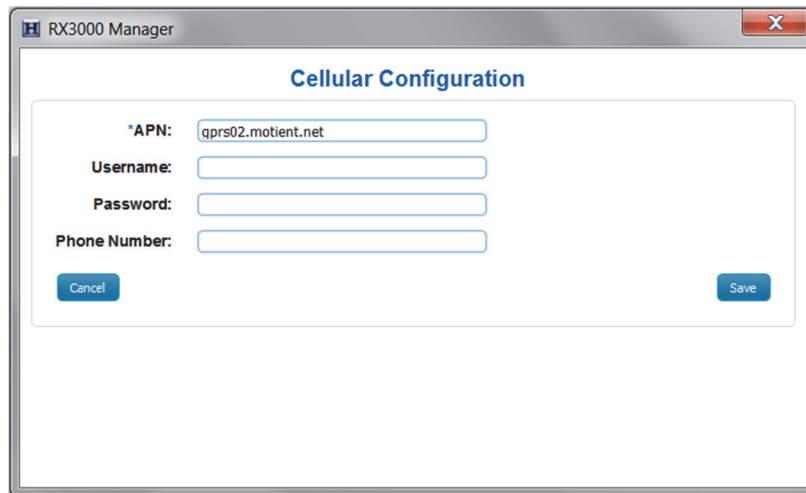 H RX3000 Manager X
Cellular Configuration
*APN: gprs02.motient.net
Username:
Password:
Phone Number:
Cancel Save